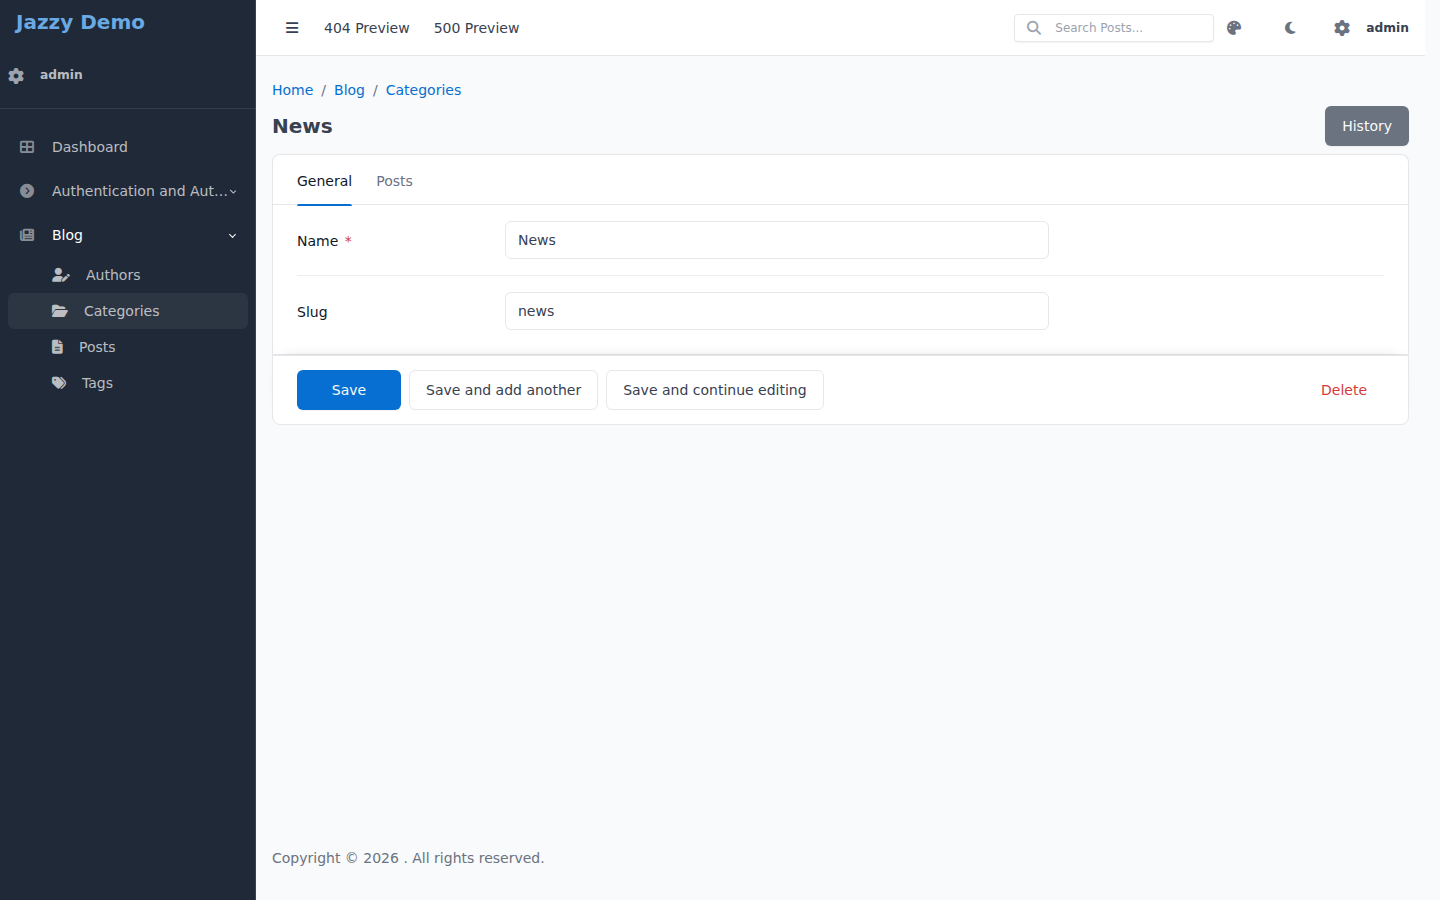 Jazzy Demo
admin
Dashboard
Authentication and Aut...
Blog
Authors
Categories
Posts
Tags
404 Preview
500 Preview
Search Posts...
admin
Home / Blog / Categories
News
History
General
Posts
Name *
News
Slug
news
Save
Save and add another
Save and continue editing
Delete
Copyright © 2026 . All rights reserved.